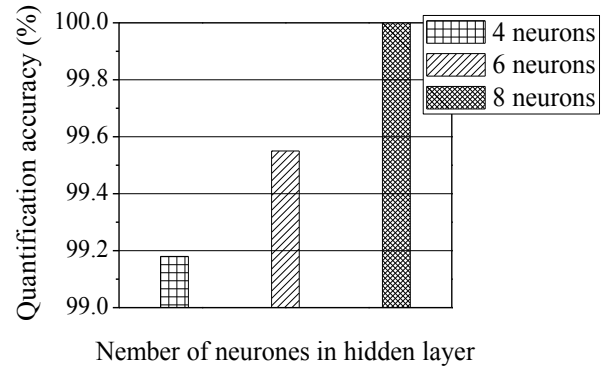 Quantification accuracy (%)
100.0
99.8
99.6
99.4
99.2
99.0
4 neurons
6 neurons
8 neurons
Nember of neurones in hidden layer